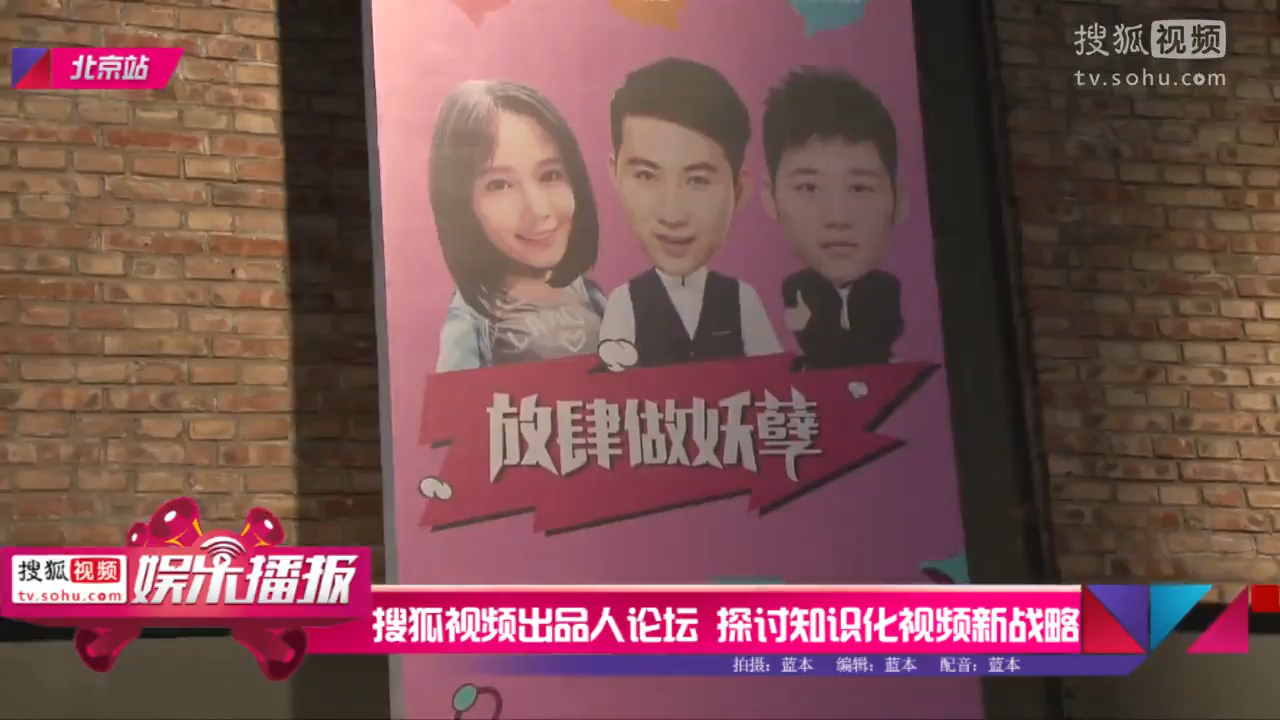 北京站
搜狐视频
tv.sohu.com
放肆做妖孽
搜狐视频
tv.sohu.com
娱乐播报
搜狐视频出品人论坛 探讨知识化视频新战略
拍摄：蓝本 编辑：蓝本 配音：蓝本